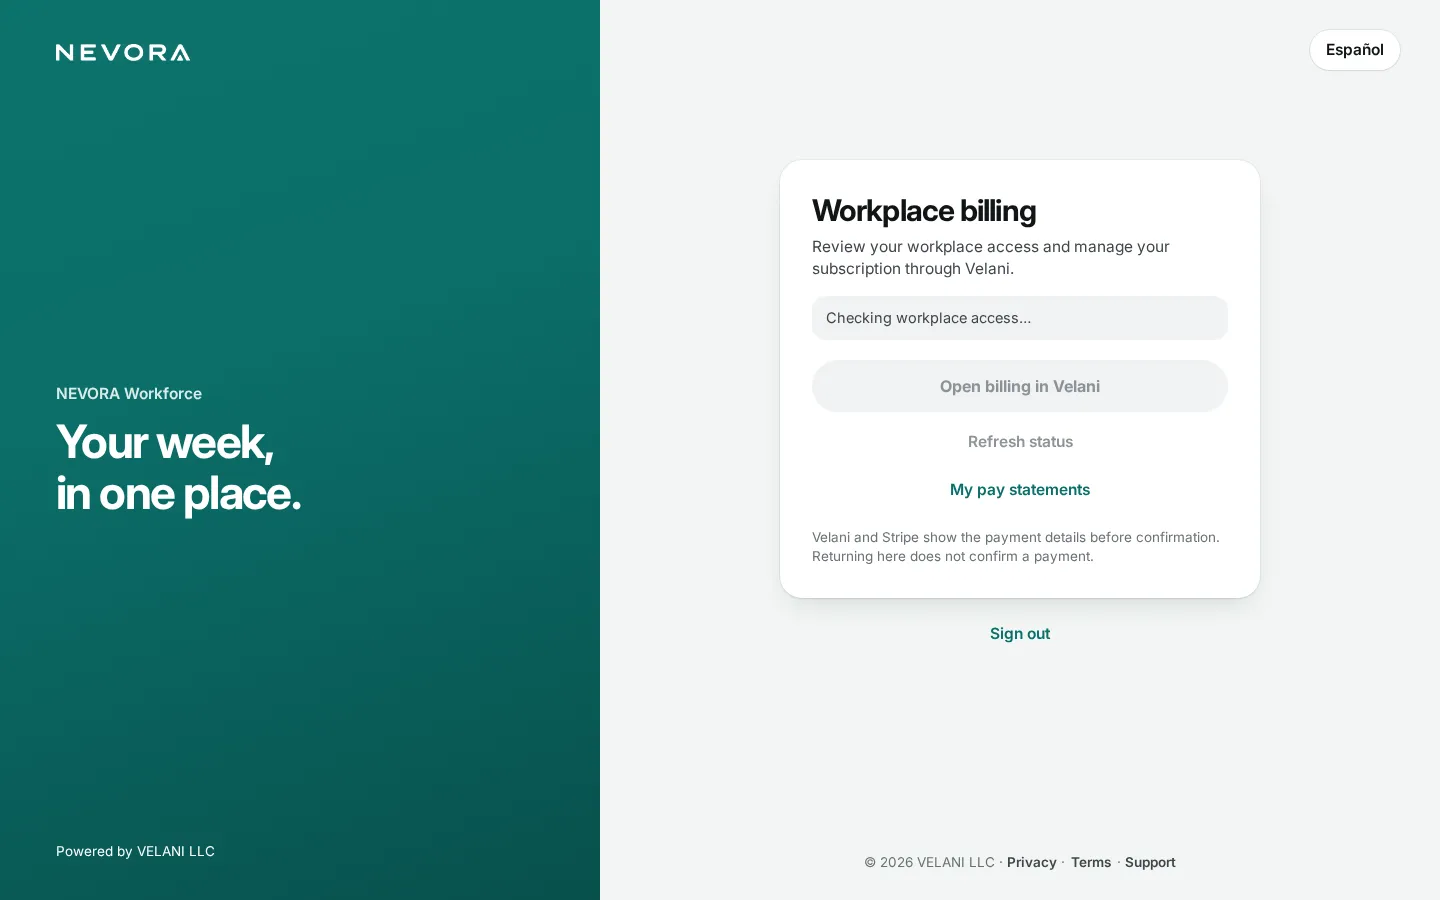 NEVORA
NEVORA Workforce
Your week,
in one place.
Powered by VELANI LLC
Español
Workplace billing
Review your workplace access and manage your
subscription through Velani.
Checking workplace access...
Open billing in Velani
Refresh status
My pay statements
Velani and Stripe show the payment details before confirmation.
Returning here does not confirm a payment.
Sign out
© 2026 VELANI LLC · Privacy · Terms · Support